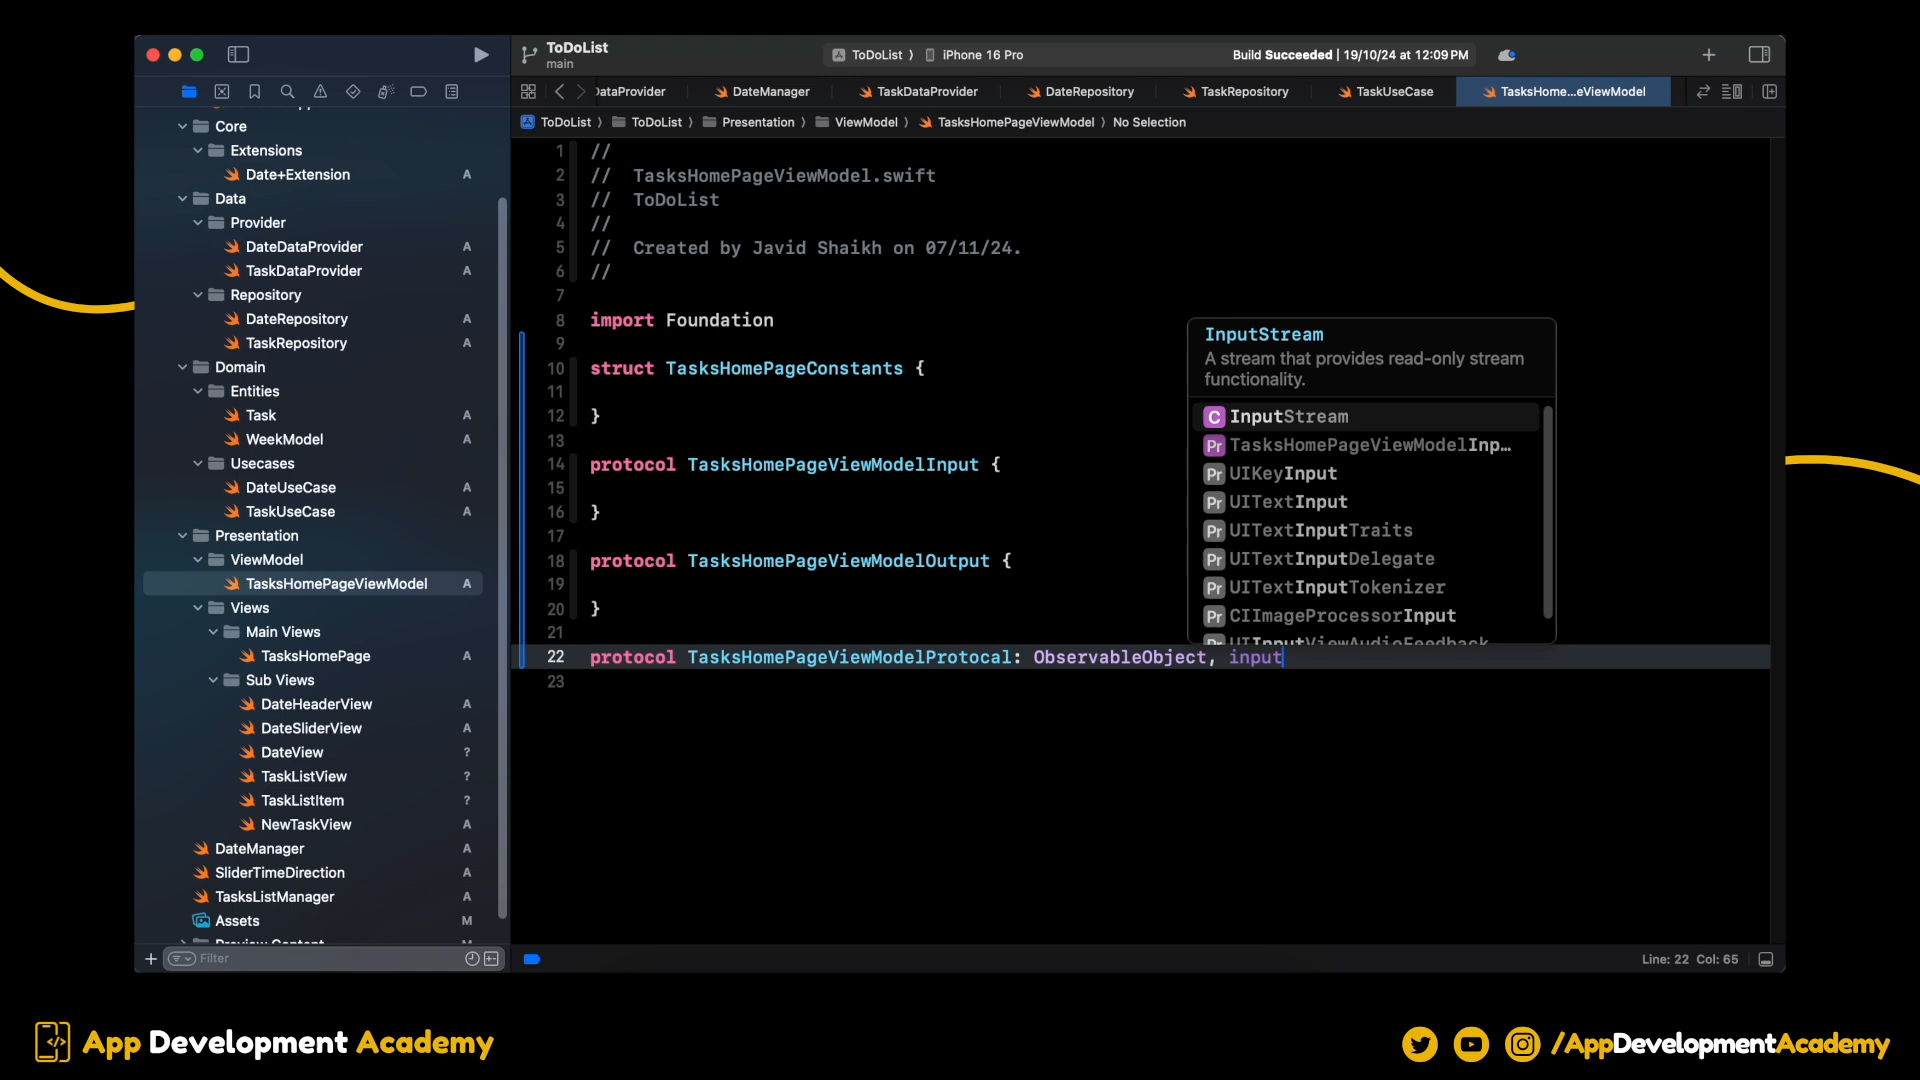 ToDoList
main
ToDoList
iPhone 16 Pro
Build Succeeded | 19/10/24 at 12:09 PM
DataProvider
DateManager
TaskDataProvider
DateRepository
TaskRepository
TaskUseCase
TasksHome...eViewModel
ToDoList
ToDoList
Presentation
ViewModel
TasksHomePageViewModel
No Selection
Core
Extensions
Date+Extension A
Data
Provider
DateDataProvider A
TaskDataProvider A
Repository
DateRepository A
TaskRepository A
Domain
Entities
Task A
WeekModel A
Usecases
DateUseCase A
TaskUseCase A
Presentation
ViewModel
TasksHomePageViewModel A
Views
Main Views
TasksHomePage A
Sub Views
DateHeaderView A
DateSliderView A
DateView ?
TaskListView ?
TaskListItem ?
NewTaskView A
DateManager A
SliderTimeDirection A
TasksListManager A
Assets M
Preview Content M
Filter
1 //
2 // TasksHomePageViewModel.swift
3 // ToDoList
4 //
5 // Created by Javid Shaikh on 07/11/24.
6 //
7
8 import Foundation
9
10 struct TasksHomePageConstants {
11
12 }
13
14 protocol TasksHomePageViewModelInput {
15
16 }
17
18 protocol TasksHomePageViewModelOutput {
19
20 }
21
22 protocol TasksHomePageViewModelProtocal: ObservableObject, input
23
InputStream
A stream that provides read-only stream
functionality.
C InputStream
Pr TasksHomePageViewModelInp…
Pr UIKeyInput
Pr UITextInput
Pr UITextInputTraits
Pr UITextInputDelegate
Pr UITextInputTokenizer
Pr CIImageProcessorInput
Pr UIInputViewAudioFeedback
Line: 22 Col: 65
App Development Academy
/AppDevelopmentAcademy